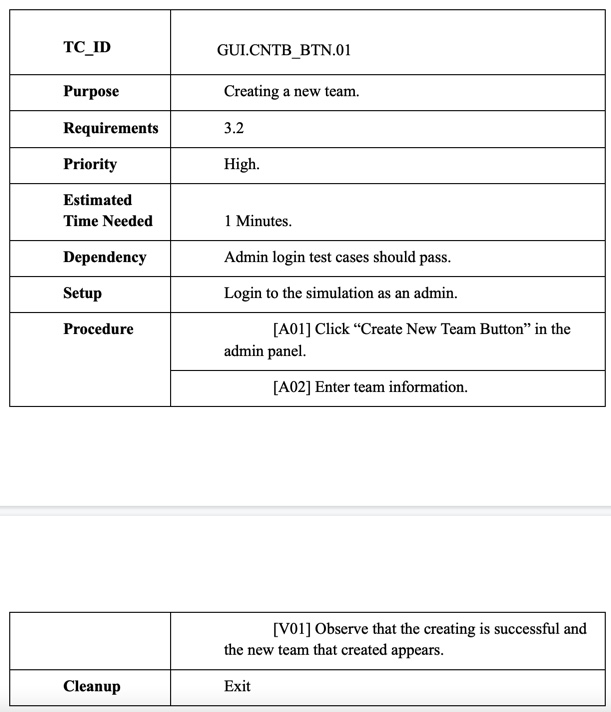 TC_ID
GUI.CNTB_BTN.01
Purpose
Creating a new team.
Requirements
3.2
Priority
High.
Estimated
Time Needed
1 Minutes.
Dependency
Admin login test cases should pass.
Setup
Login to the simulation as an admin.
Procedure
[A01] Click “Create New Team Button” in the
admin panel.
[A02] Enter team information.
[V01] Observe that the creating is successful and
the new team that created appears.
Cleanup
Exit